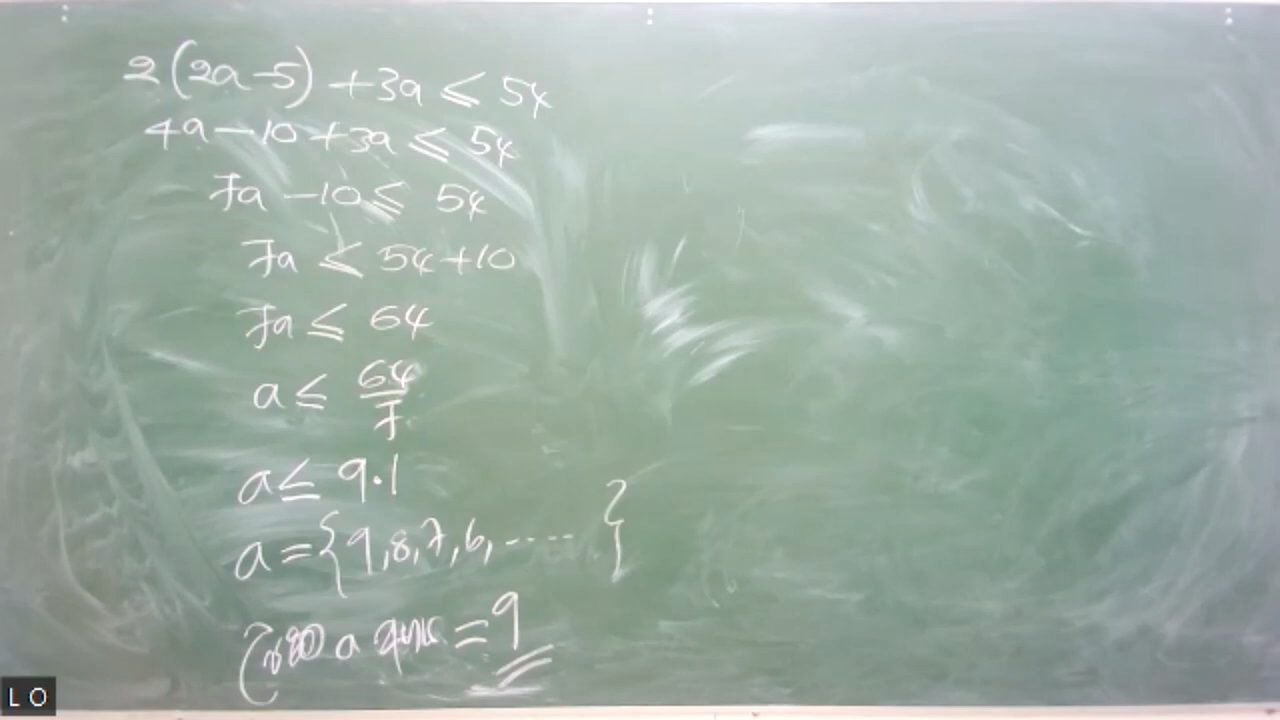 2(2a-5) + 3a ≤ 54
4a - 10 + 3a ≤ 54
7a - 10 ≤ 54
7a ≤ 54 + 10
7a ≤ 64
a ≤ 64/7
a ≤ 9.1
a = {9, 8, 7, 6, ..... }
a = 9
LO